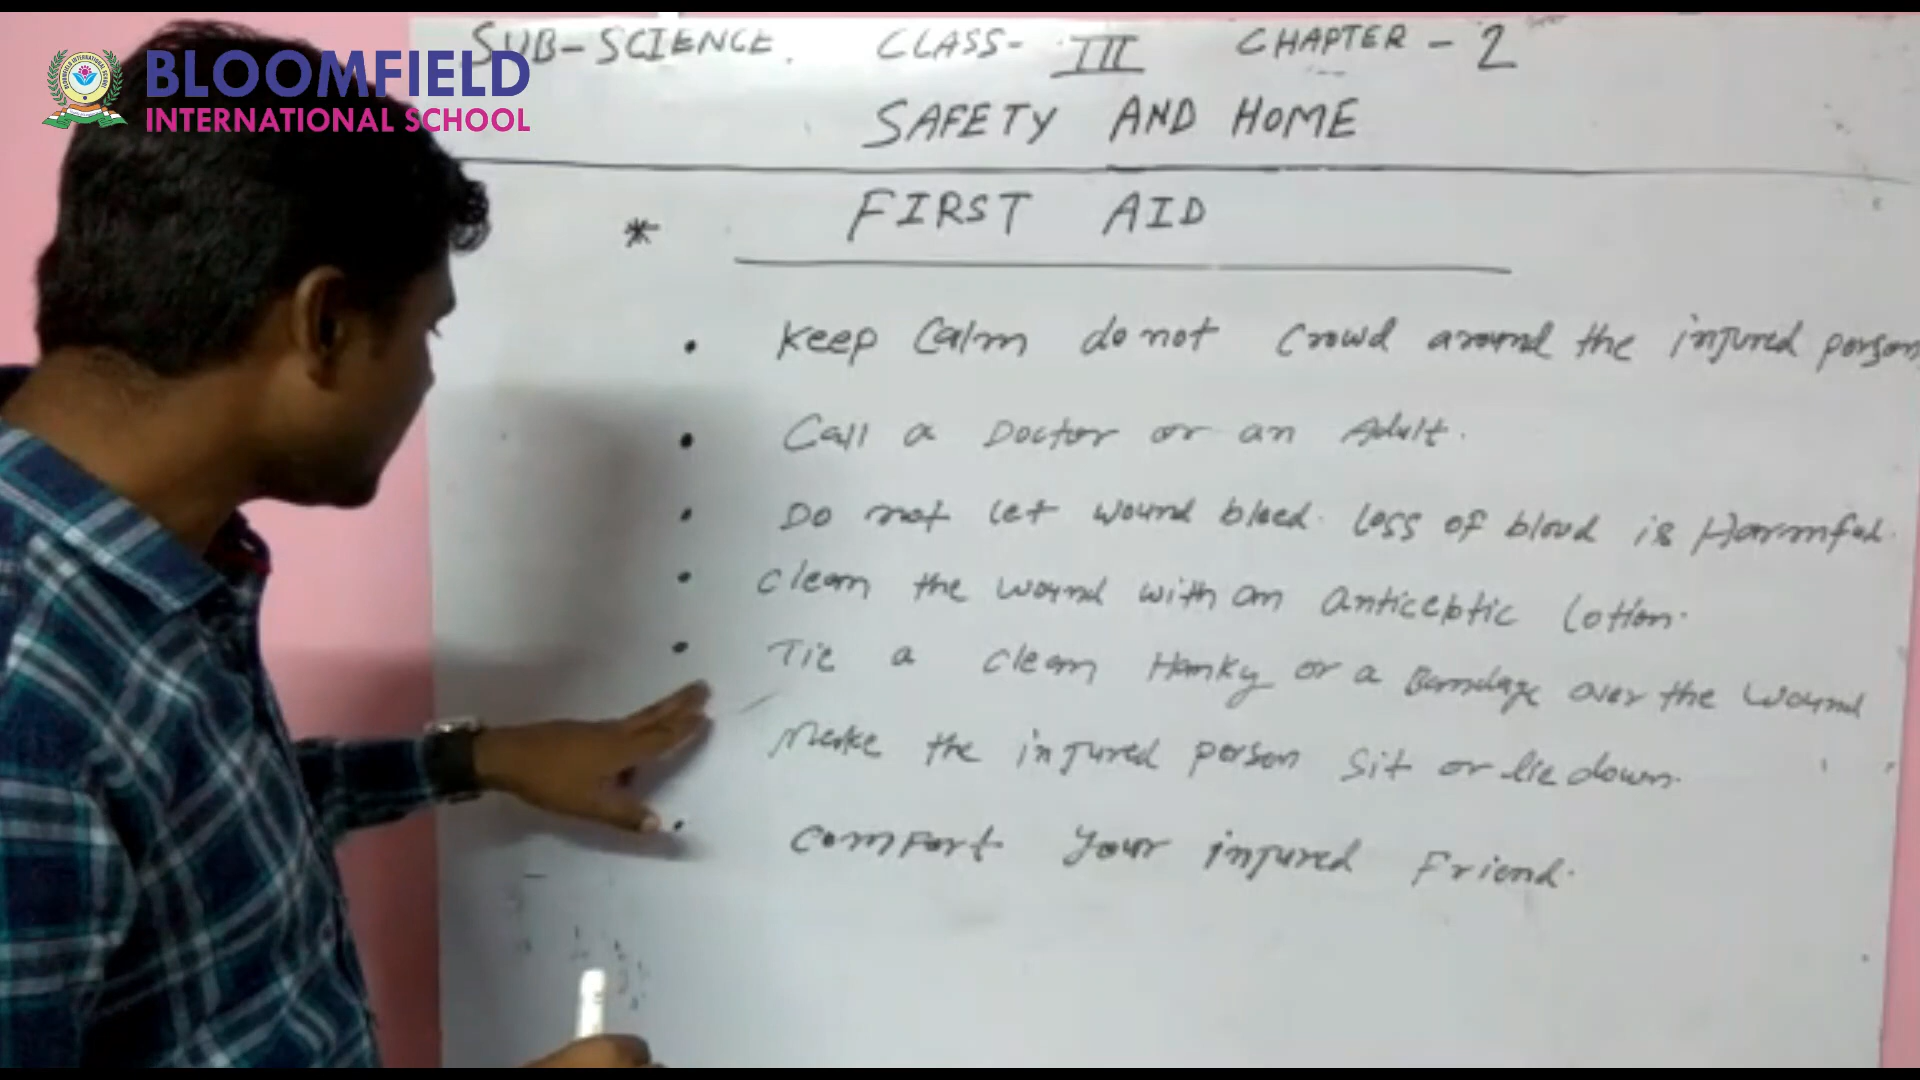 BLOOMFIELD
INTERNATIONAL SCHOOL
SUB-SCIENCE. CLASS- III CHAPTER - 2
SAFETY AND HOME
* FIRST AID
• Keep Calm do not Crowd around the injured person
• Call a Doctor or an Adult.
• Do not let wound bleed. Loss of blood is Harmful.
• Clean the wound with an Anticeptic Lotion.
• Tie a clean Hanky or a Bandage over the wound
Make the injured person Sit or lie down.
• Comfort Your injured Friend.